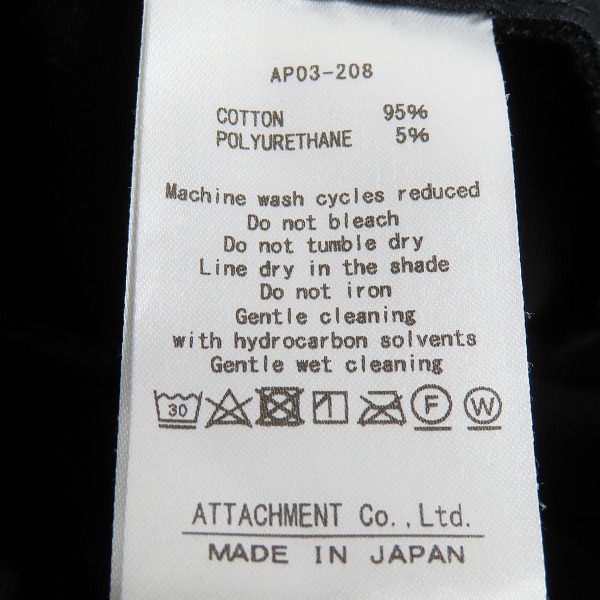 AP03-208
COTTON 95%
POLYURETHANE 5%
Machine wash cycles reduced
Do not bleach
Do not tumble dry
Line dry in the shade
Do not iron
Gentle cleaning
with hydrocarbon solvents
Gentle wet cleaning
30 F W
ATTACHMENT Co.,Ltd.
MADE IN JAPAN